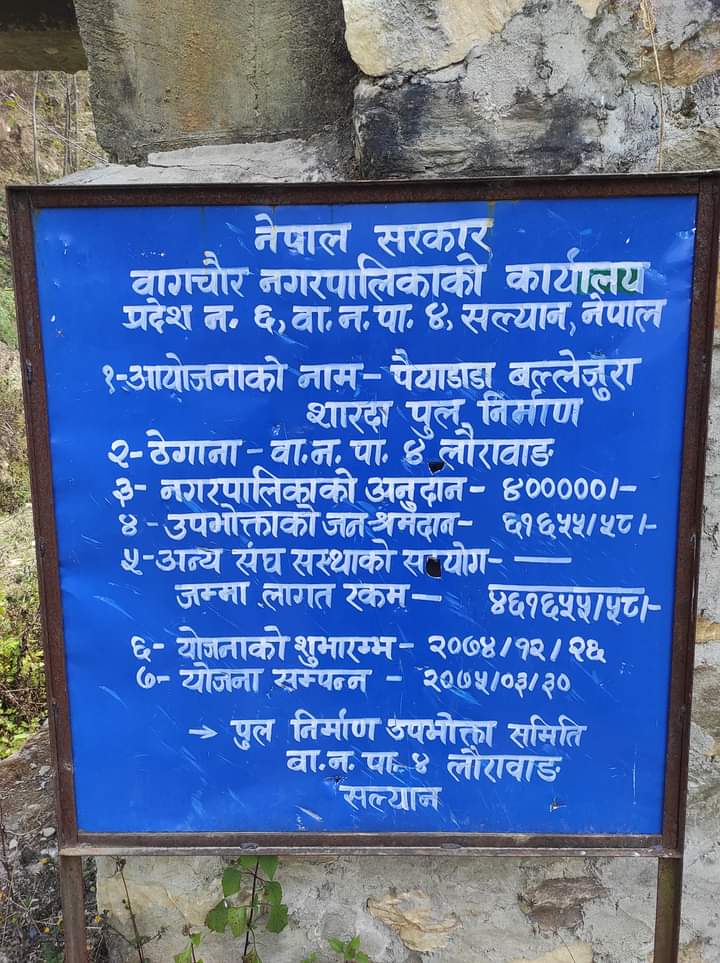 नेपाल सरकार
वागचौर नगरपालिकाको कार्यालय
प्रदेश न. ६, वा. न. पा. ४, सल्यान, नेपाल
१-आयोजनाको नाम- पैयाडाडा बल्लेजुरा
शारदा पुल निर्माण
२- ठेगाना - वा. न. पा. ४ लौरावाङ
३- नगरपालिकाको अनुदान- ४०००००/-
४ - उपभोक्ताको जनश्रमदान- ६१६५५/५८/-
५- अन्य संघ सस्थाको सहयोग- ——
जम्मा लागत रकम— ४६१६५५/५८/-
६- योजनाको शुभारम्भ - २०७४/१२/२६
७- योजना सम्पन्न - २०७५/०३/३०
→ पुल निर्माण उपभोक्ता समिति
वा. न. पा. ४ लौरावाङ
सल्यान